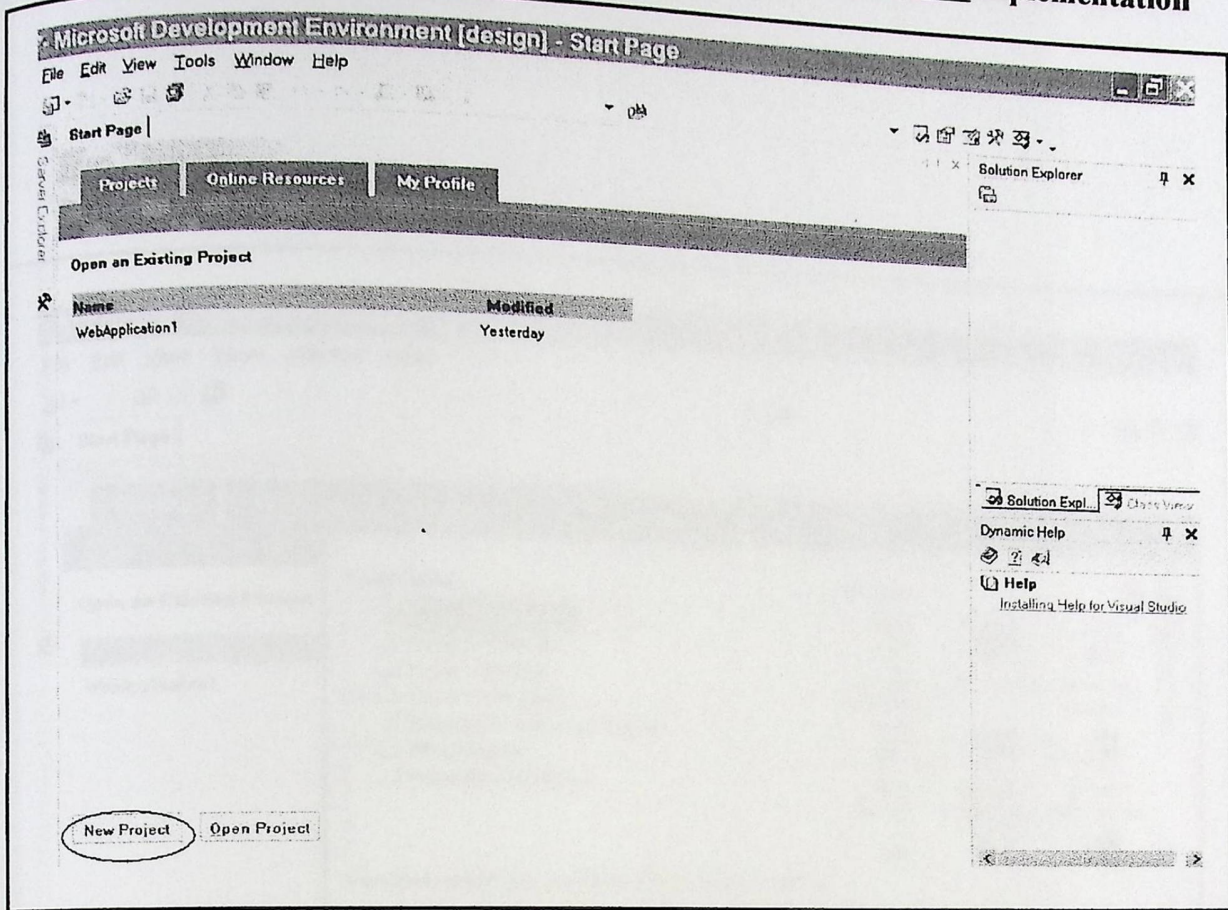 Microsoft Development Environment [design] - Start Page
File Edit View Tools Window Help
Start Page
Server Explorer
Projects Online Resources My Profile
Open an Existing Project
Name Modified
WebApplication1 Yesterday
New Project Open Project
Solution Explorer
Solution Expl... Class View
Dynamic Help
Help
Installing Help for Visual Studio